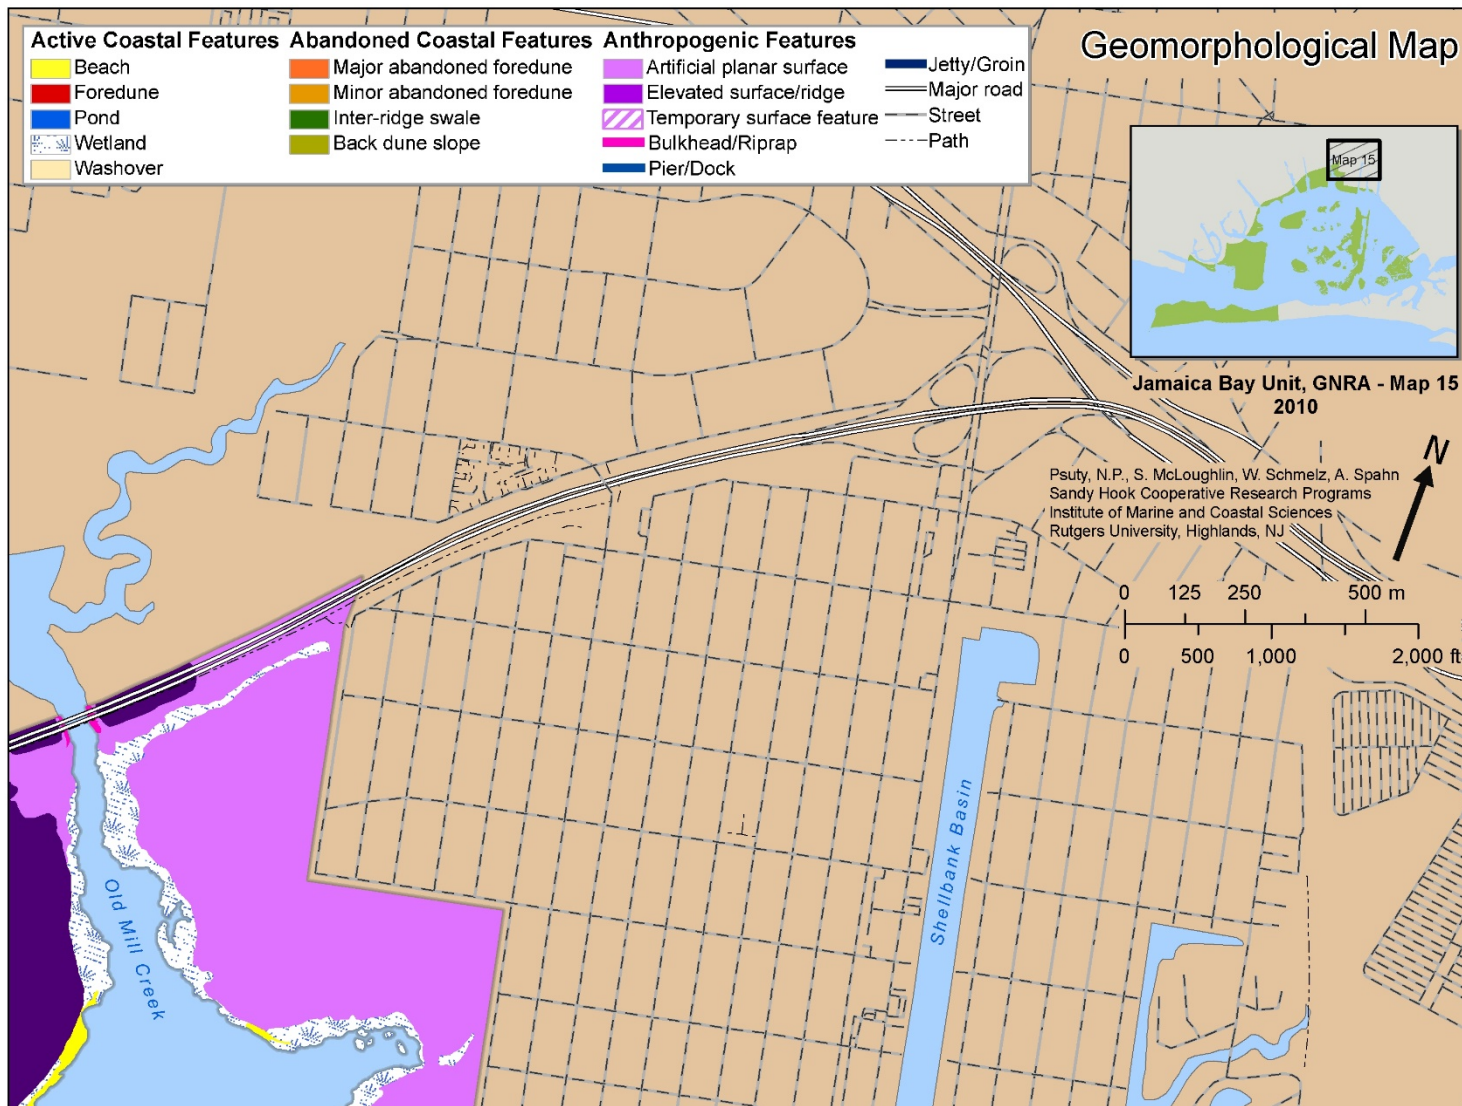 Geomorphological Map
Active Coastal Features
Beach
Foredune
Pond
Wetland
Washover
Abandoned Coastal Features
Major abandoned foredune
Minor abandoned foredune
Inter-ridge swale
Back dune slope
Anthropogenic Features
Artificial planar surface
Elevated surface/ridge
Temporary surface feature
Bulkhead/Riprap
Pier/Dock
Jetty/Groin
Major road
Street
Path
Map 15
Jamaica Bay Unit, GNRA - Map 15
2010
N
Psuty, N.P., S. McLoughlin, W. Schmelz, A. Spahn
Sandy Hook Cooperative Research Programs
Institute of Marine and Coastal Sciences
Rutgers University, Highlands, NJ
0 125 250 500 m
0 500 1,000 2,000 ft
Shellbank Basin
Old Mill Creek